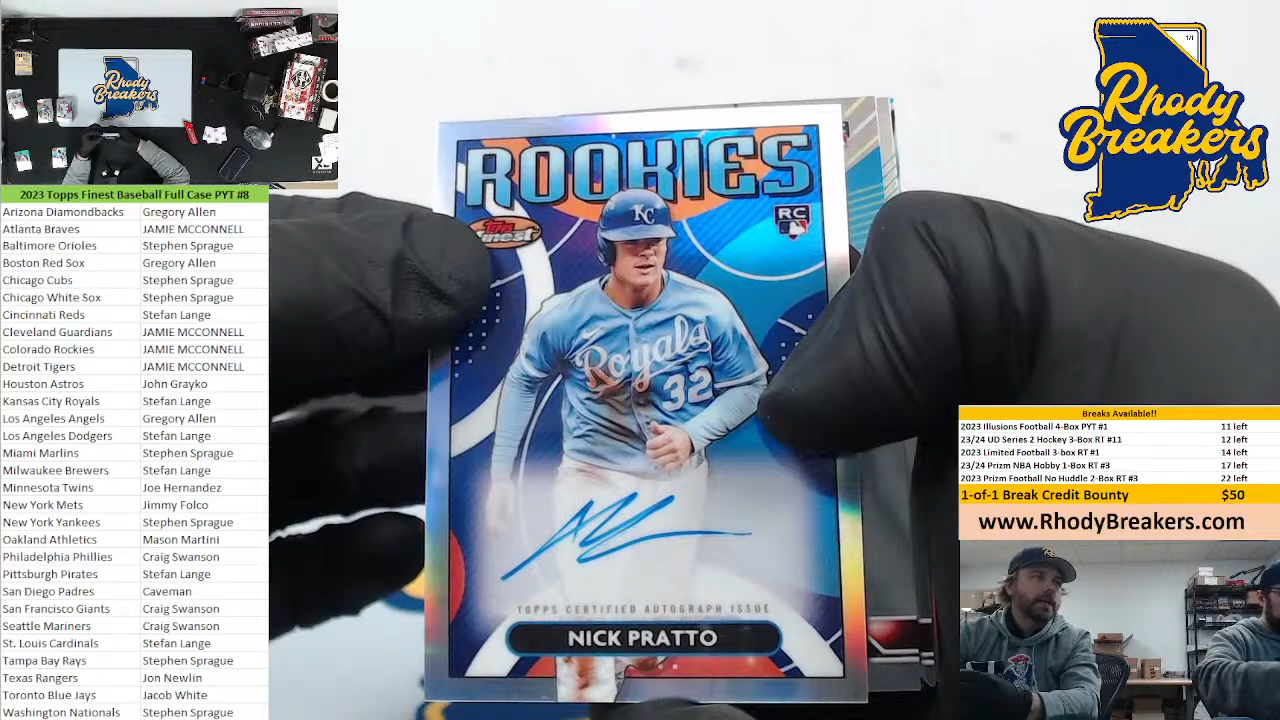 Rhody
Breakers
2023 Topps Finest Baseball Full Case PYT #8
Arizona Diamondbacks Gregory Allen
Atlanta Braves JAMIE MCCONNELL
Baltimore Orioles Stephen Sprague
Boston Red Sox Gregory Allen
Chicago Cubs Stephen Sprague
Chicago White Sox Stephen Sprague
Cincinnati Reds Stefan Lange
Cleveland Guardians JAMIE MCCONNELL
Colorado Rockies JAMIE MCCONNELL
Detroit Tigers JAMIE MCCONNELL
Houston Astros John Grayko
Kansas City Royals Stefan Lange
Los Angeles Angels Gregory Allen
Los Angeles Dodgers Stefan Lange
Miami Marlins Stephen Sprague
Milwaukee Brewers Stefan Lange
Minnesota Twins Joe Hernandez
New York Mets Jimmy Folco
New York Yankees Stephen Sprague
Oakland Athletics Mason Martini
Philadelphia Phillies Craig Swanson
Pittsburgh Pirates Stefan Lange
San Diego Padres Caveman
San Francisco Giants Craig Swanson
Seattle Mariners Craig Swanson
St. Louis Cardinals Stefan Lange
Tampa Bay Rays Stephen Sprague
Texas Rangers Jon Newlin
Toronto Blue Jays Jacob White
Washington Nationals Stephen Sprague
ROOKIES
Topps
finest
RC
KC
Royals
32
TOPPS CERTIFIED AUTOGRAPH ISSUE
NICK PRATTO
1/1
Rhody
Breakers
Breaks Available!!
2023 Illusions Football 4-Box PYT #1 11 left
23/24 UD Series 2 Hockey 3-Box RT #11 12 left
2023 Limited Football 3-box RT #1 14 left
23/24 Prizm NBA Hobby 1-Box RT #3 17 left
2023 Prizm Football No Huddle 2-Box RT #3 22 left
1-of-1 Break Credit Bounty $50
www.RhodyBreakers.com